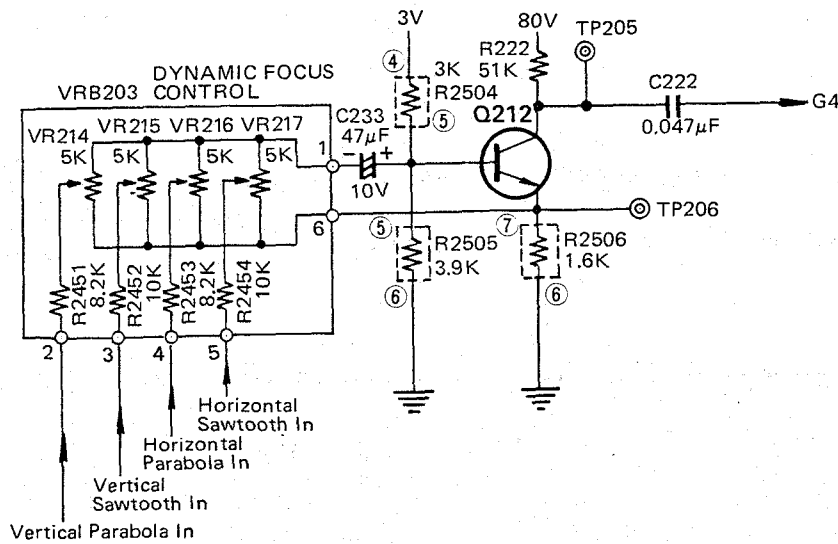 3V
80V
TP205
④
R222
51K
3K
R2504
C222
G4
0.047μF
DYNAMIC FOCUS
VRB203 CONTROL
C233
47μF
⑤
Q212
VR214 VR215 VR216 VR217
5K 5K 5K 5K
1
− +
10V
6
TP206
⑤
R2505
3.9K
⑥
⑦
R2506
1.6K
⑥
R2451
8.2K
R2452
10K
R2453
8.2K
R2454
10K
2 3 4 5
Horizontal
Sawtooth In
Horizontal
Parabola In
Vertical
Sawtooth In
Vertical Parabola In